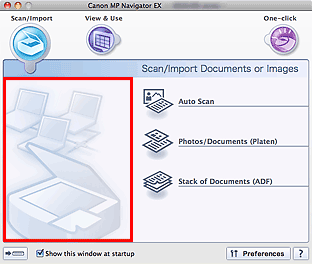 Canon MP Navigator EX
Scan/Import
View & Use
One-click
Scan/Import Documents or Images
Auto Scan
Photos/Documents (Platen)
Stack of Documents (ADF)
Show this window at startup
Preferences
?